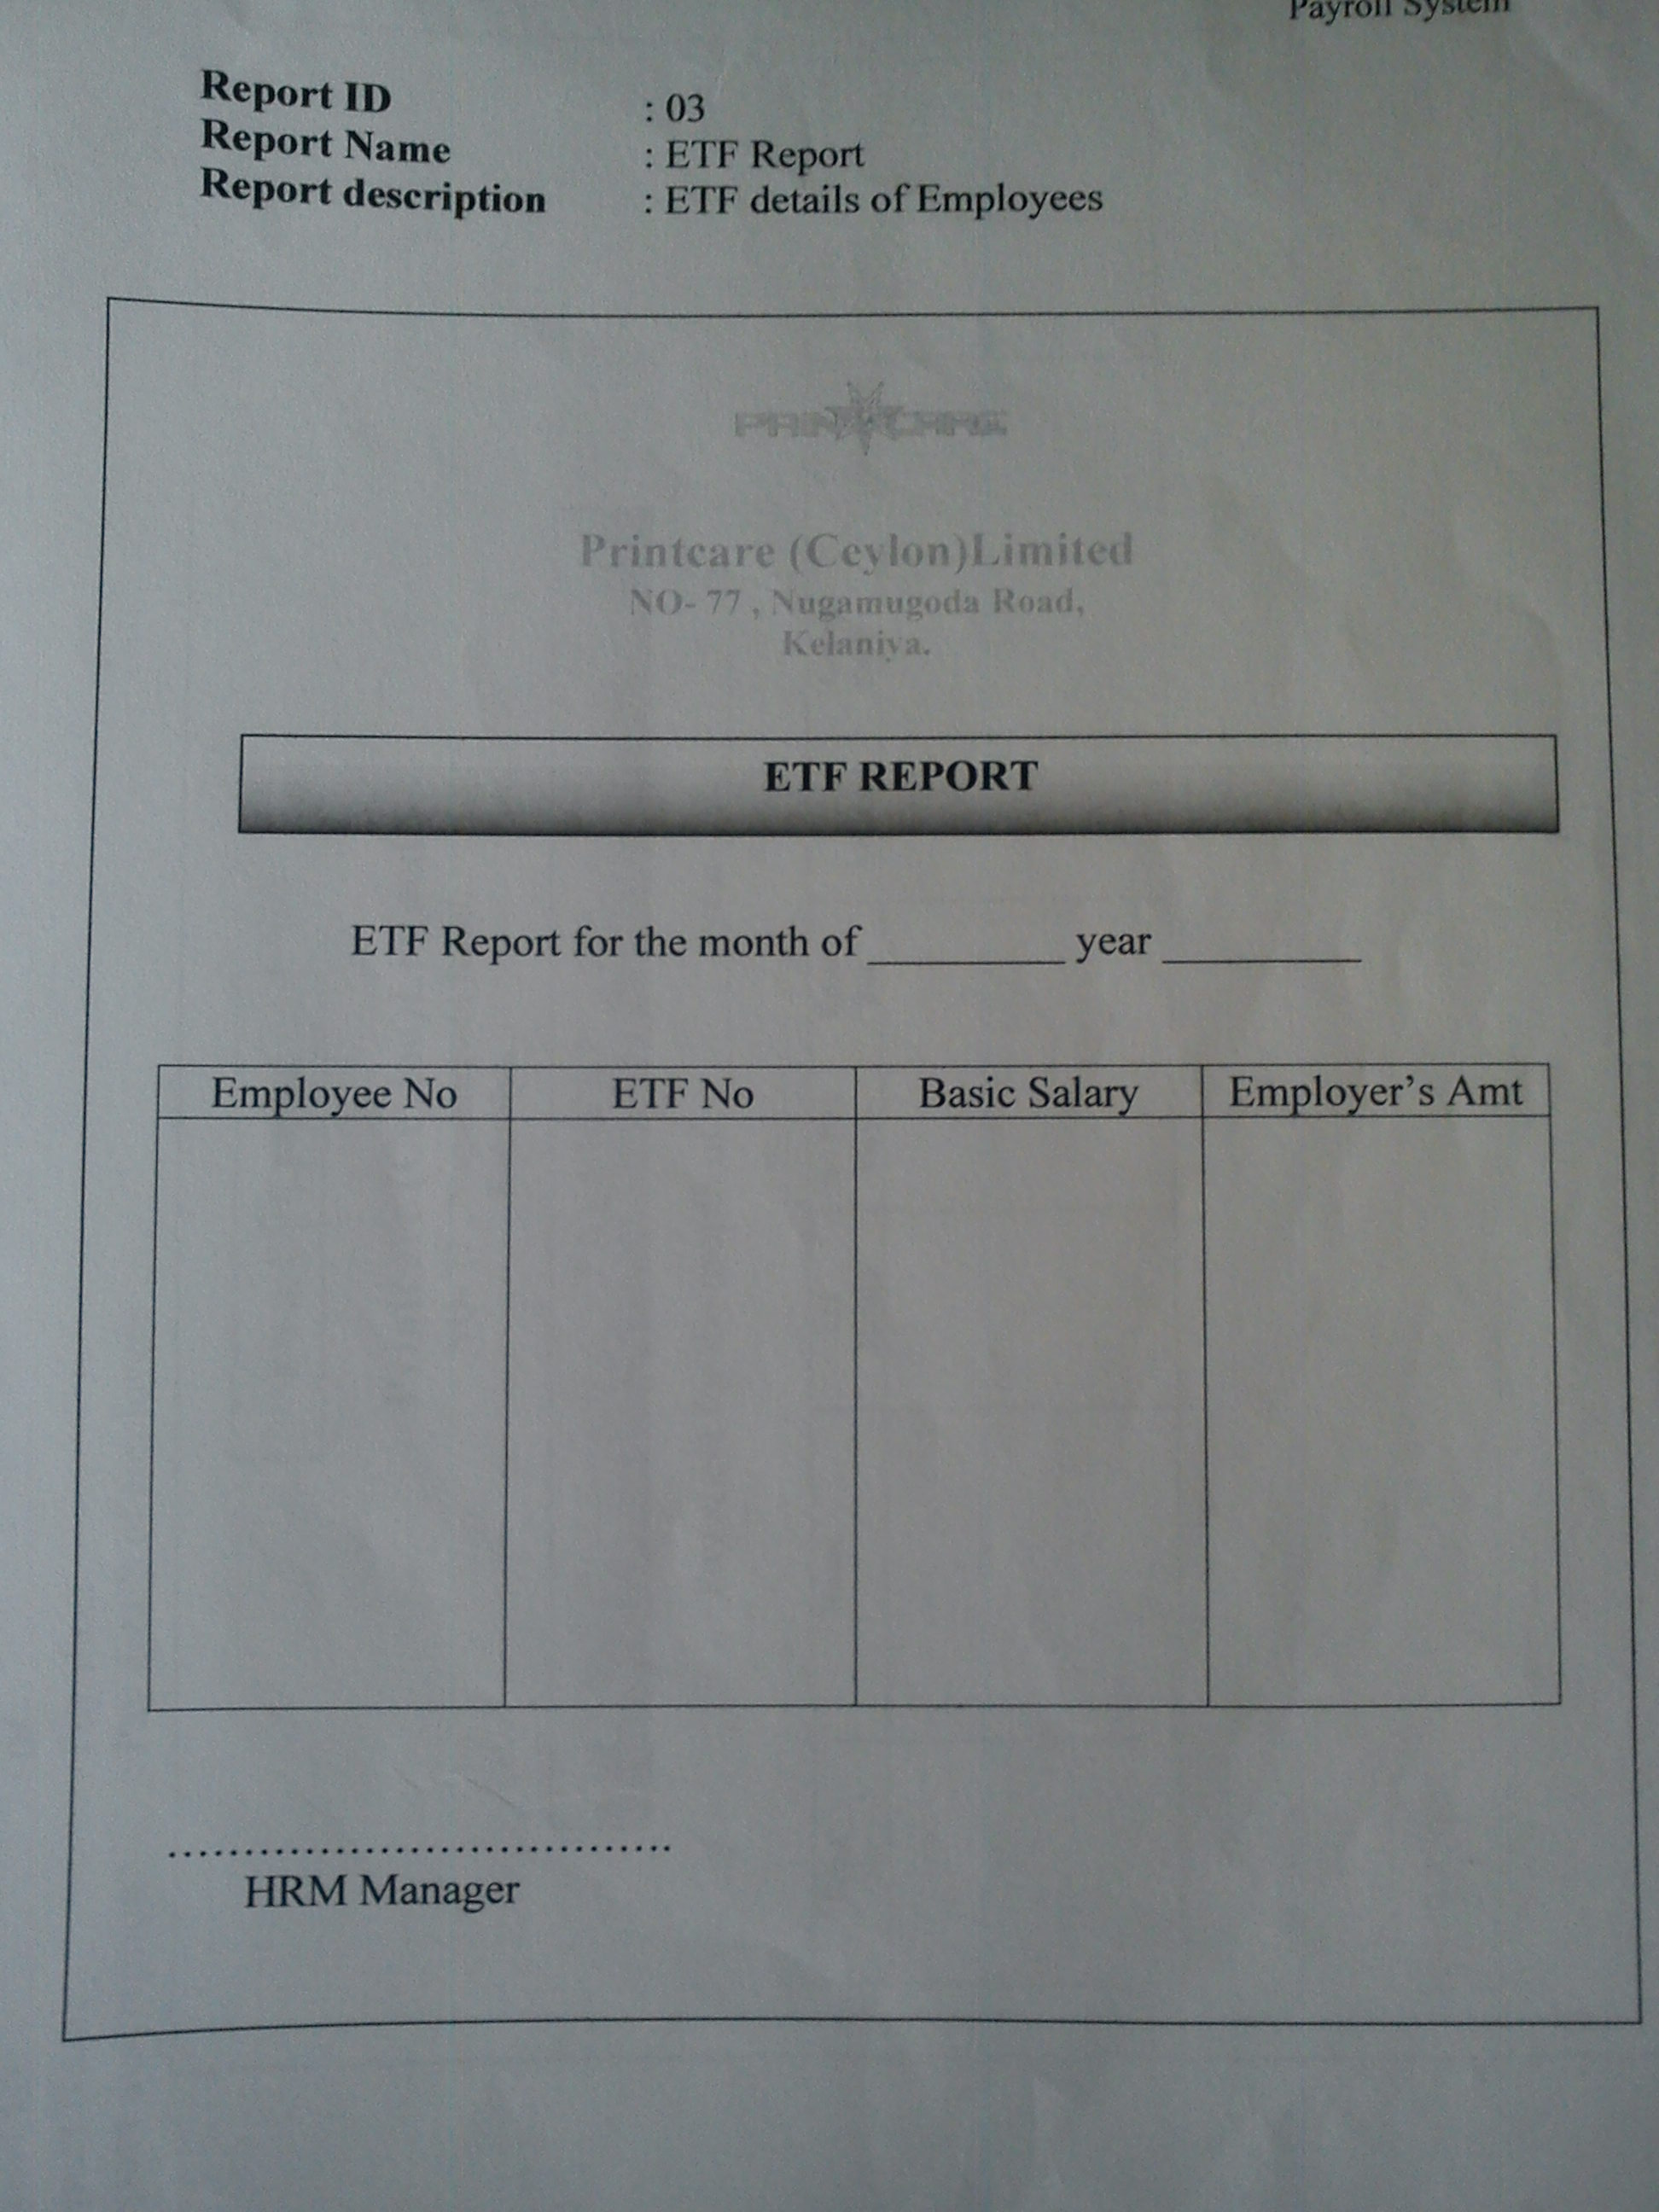 Payroll System
Report ID : 03
Report Name : ETF Report
Report description : ETF details of Employees
PRINTCARE
Printcare (Ceylon)Limited
NO- 77 , Nugamugoda Road,
Kelaniya.
ETF REPORT
ETF Report for the month of _________ year _________
Employee No ETF No Basic Salary Employer's Amt
......................................
HRM Manager